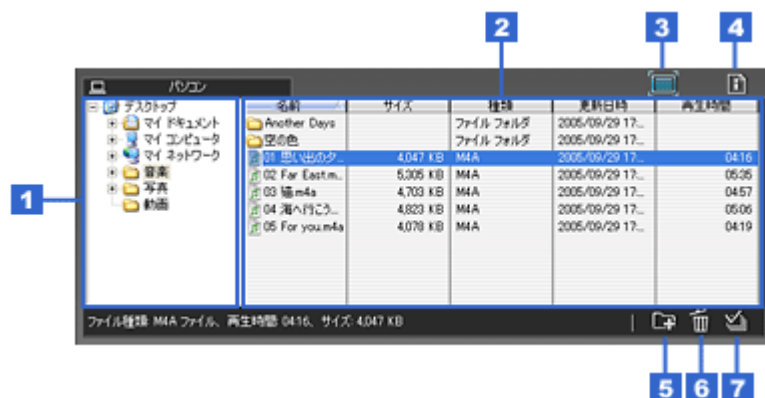 2 3 4
パソコン
デスクトップ
マイ ドキュメント
マイ コンピュータ
マイ ネットワーク
音楽
写真
動画
名前 サイズ 種類 更新日時 再生時間
Another Days ファイル フォルダ 2005/09/29 17:...
空の色 ファイル フォルダ 2005/09/29 17:...
01 思い出の夕... 4,047 KB M4A 2005/09/29 17:... 04:16
02 Far East.m... 5,305 KB M4A 2005/09/29 17:... 05:35
03 猫.m4a 4,703 KB M4A 2005/09/29 17:... 04:57
04 海へ行こう... 4,823 KB M4A 2005/09/29 17:... 05:06
05 For you.m4a 4,078 KB M4A 2005/09/29 17:... 04:19
1
ファイル種類: M4A ファイル、再生時間: 04:16、サイズ: 4,047 KB
5 6 7